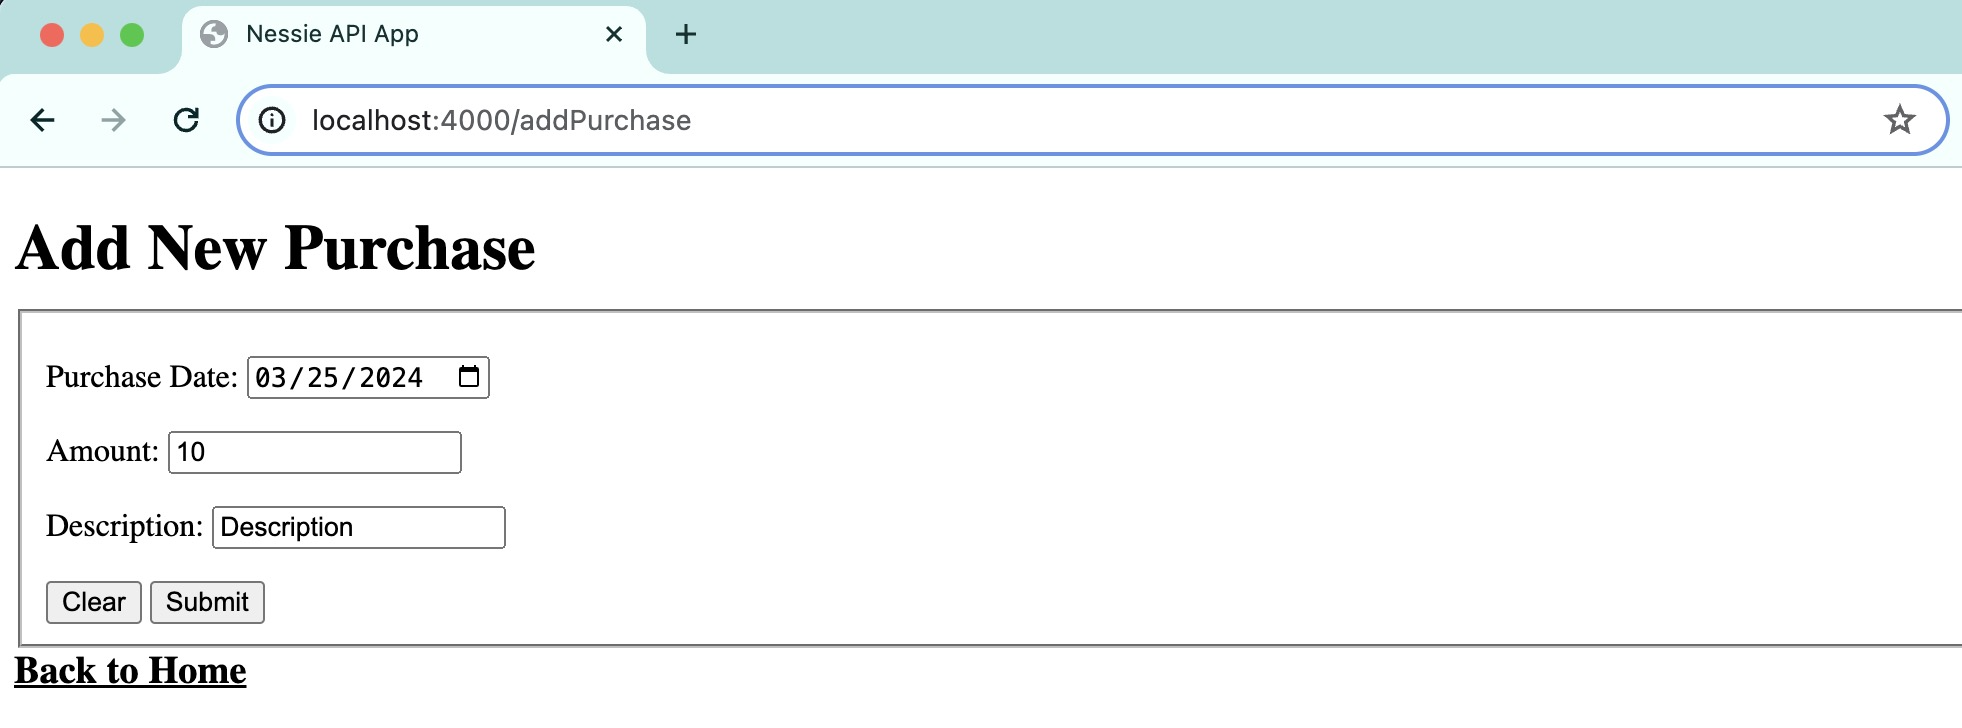 Nessie API App
localhost:4000/addPurchase
Add New Purchase
Purchase Date: 03/25/2024
Amount: 10
Description: Description
Clear Submit
Back to Home